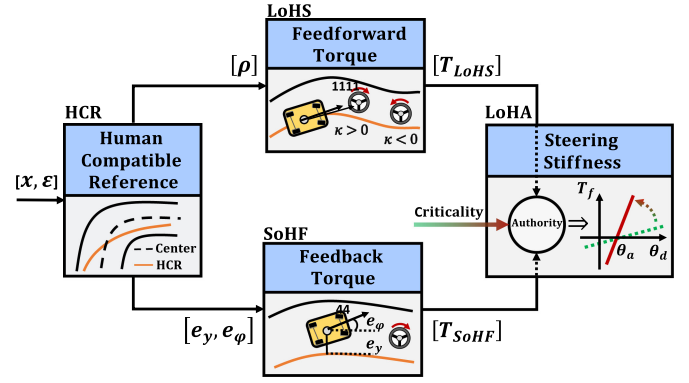 LoHS
Feedforward
Torque
[ρ]
1111
κ > 0
κ < 0
[T_LoHS]
HCR
Human
Compatible
Reference
[x, ε]
Center
HCR
LoHA
Steering
Stiffness
Criticality
Authority
⇒
T_f
θ_a
θ_d
SoHF
Feedback
Torque
[e_y, e_φ]
44
e_φ
e_y
[T_SoHF]